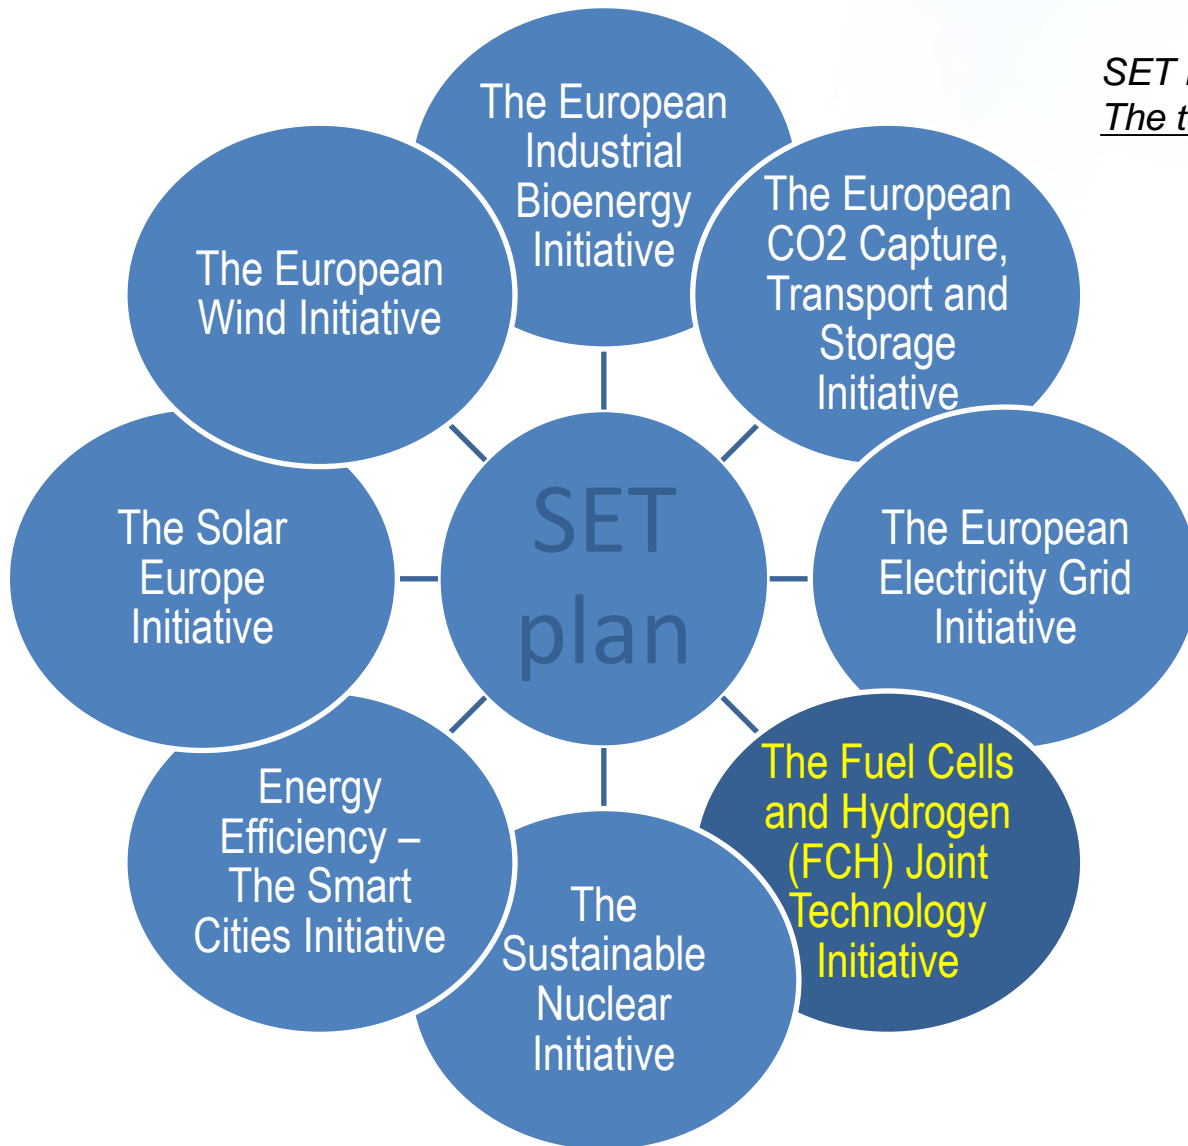 The European
Industrial
Bioenergy
Initiative
The European
CO2 Capture,
Transport and
Storage
Initiative
The European
Electricity Grid
Initiative
The Fuel Cells
and Hydrogen
(FCH) Joint
Technology
Initiative
The
Sustainable
Nuclear
Initiative
Energy
Efficiency –
The Smart
Cities Initiative
The Solar
Europe
Initiative
The European
Wind Initiative
SET
plan
SET
The